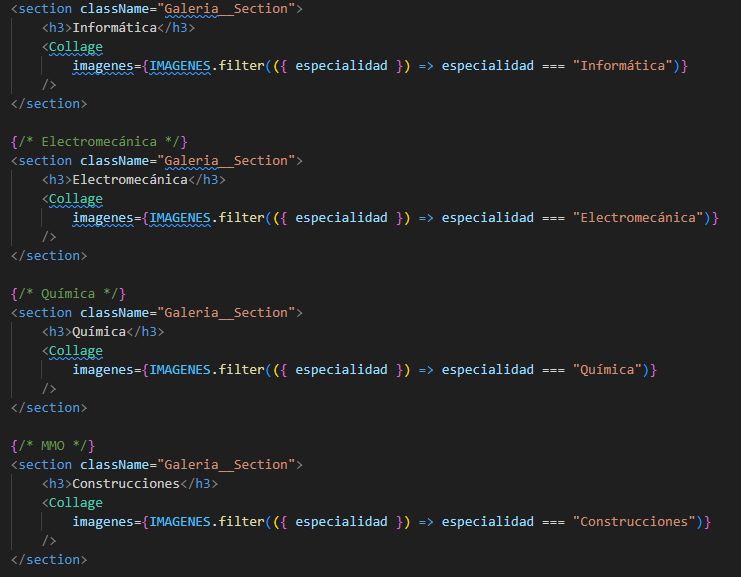 <section className="Galeria__Section">
<h3>Informática</h3>
<Collage
imagenes={IMAGENES.filter(({ especialidad }) => especialidad === "Informática")}
/>
</section>
{/* Electromecánica */}
<section className="Galeria__Section">
<h3>Electromecánica</h3>
<Collage
imagenes={IMAGENES.filter(({ especialidad }) => especialidad === "Electromecánica")}
/>
</section>
{/* Química */}
<section className="Galeria__Section">
<h3>Química</h3>
<Collage
imagenes={IMAGENES.filter(({ especialidad }) => especialidad === "Química")}
/>
</section>
{/* MMO */}
<section className="Galeria__Section">
<h3>Construcciones</h3>
<Collage
imagenes={IMAGENES.filter(({ especialidad }) => especialidad === "Construcciones")}
/>
</section>